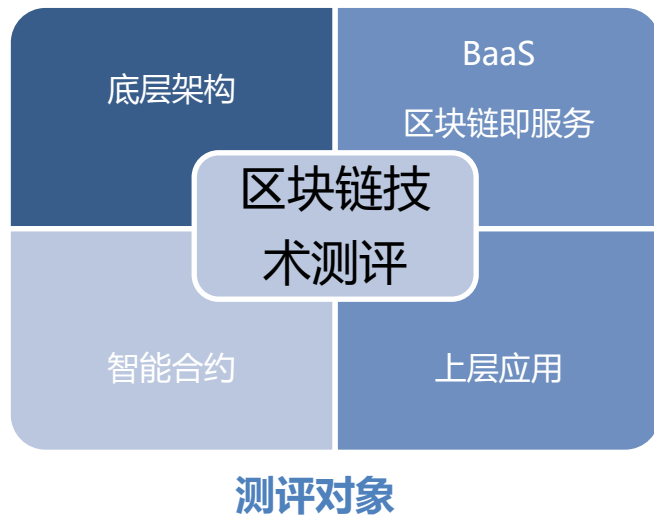 底层架构
BaaS
区块链即服务
区块链技
术测评
智能合约
上层应用
测评对象